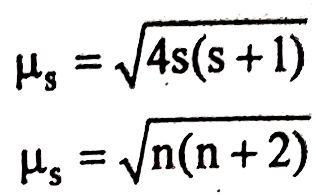 μₛ = √4s(s + 1)
μₛ = √n(n + 2)